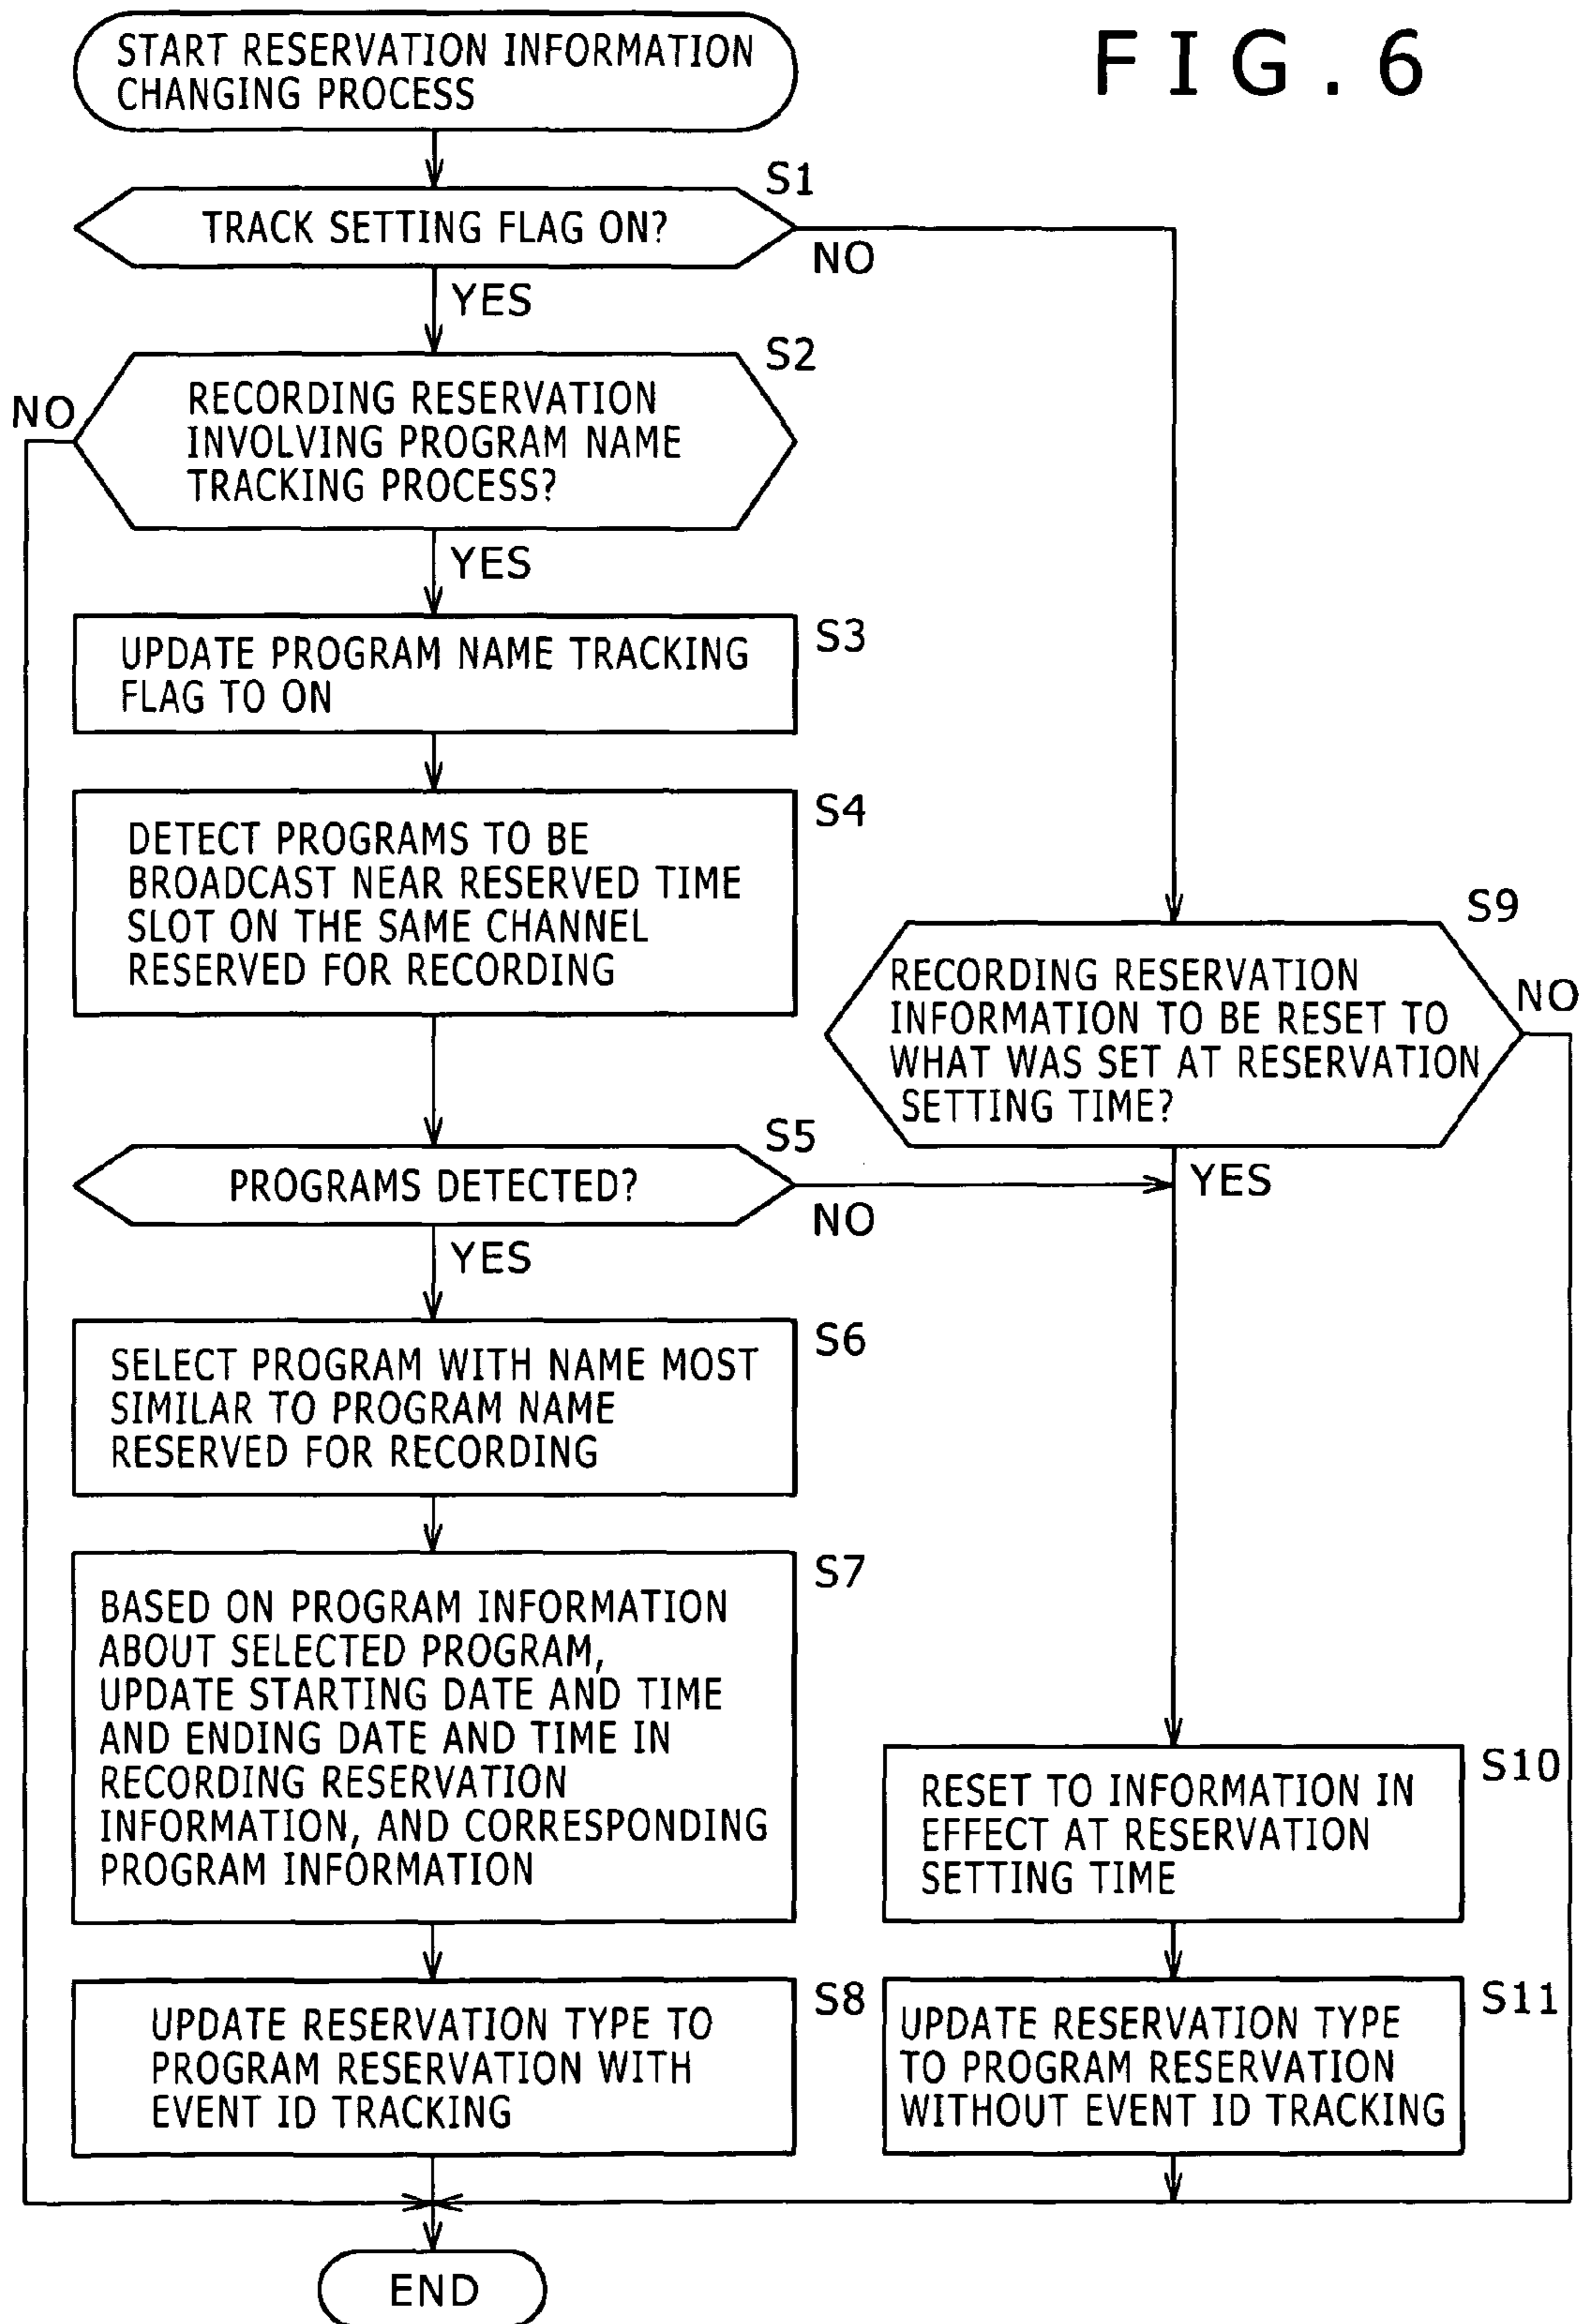 FIG.6
START RESERVATION INFORMATION
CHANGING PROCESS
S1
TRACK SETTING FLAG ON?
NO
YES
S2
NO
RECORDING RESERVATION
INVOLVING PROGRAM NAME
TRACKING PROCESS?
YES
S3
UPDATE PROGRAM NAME TRACKING
FLAG TO ON
S4
DETECT PROGRAMS TO BE
BROADCAST NEAR RESERVED TIME
SLOT ON THE SAME CHANNEL
RESERVED FOR RECORDING
S9
RECORDING RESERVATION
INFORMATION TO BE RESET TO
WHAT WAS SET AT RESERVATION
SETTING TIME?
NO
YES
S5
PROGRAMS DETECTED?
NO
YES
S6
SELECT PROGRAM WITH NAME MOST
SIMILAR TO PROGRAM NAME
RESERVED FOR RECORDING
S7
BASED ON PROGRAM INFORMATION
ABOUT SELECTED PROGRAM,
UPDATE STARTING DATE AND TIME
AND ENDING DATE AND TIME IN
RECORDING RESERVATION
INFORMATION, AND CORRESPONDING
PROGRAM INFORMATION
S10
RESET TO INFORMATION IN
EFFECT AT RESERVATION
SETTING TIME
S8
UPDATE RESERVATION TYPE TO
PROGRAM RESERVATION WITH
EVENT ID TRACKING
S11
UPDATE RESERVATION TYPE
TO PROGRAM RESERVATION
WITHOUT EVENT ID TRACKING
END